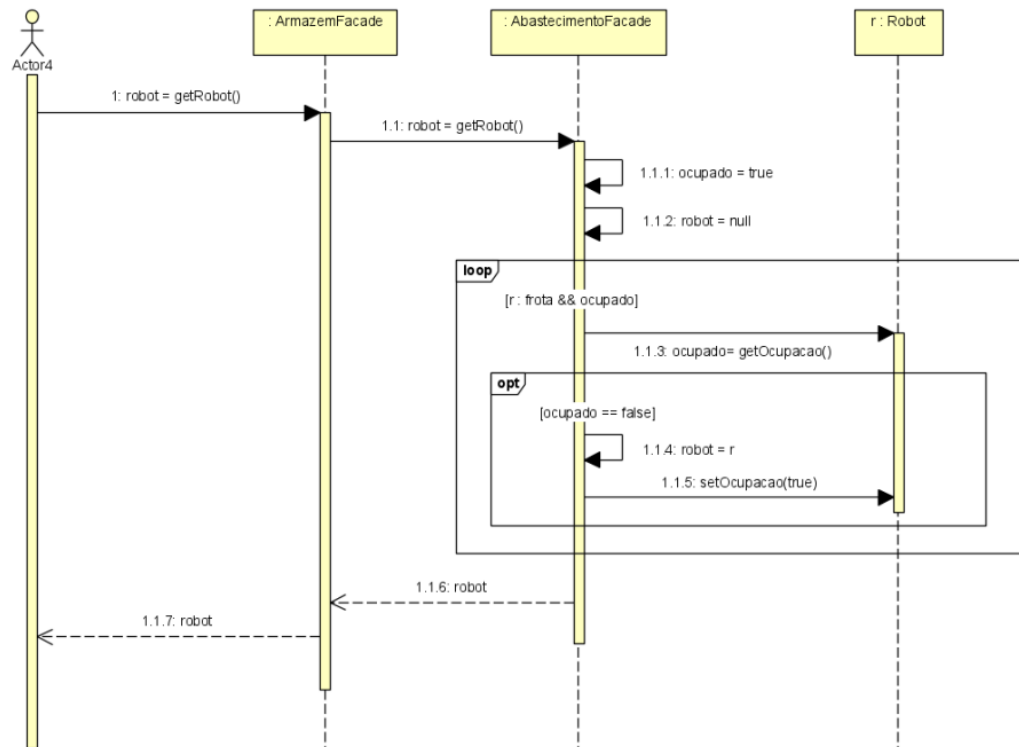 : ArmazemFacade
: AbastecimentoFacade
r : Robot
Actor4
1: robot = getRobot()
1.1: robot = getRobot()
1.1.1: ocupado = true
1.1.2: robot = null
loop
[r : frota && ocupado]
1.1.3: ocupado= getOcupacao()
opt
[ocupado == false]
1.1.4: robot = r
1.1.5: setOcupacao(true)
1.1.6: robot
1.1.7: robot